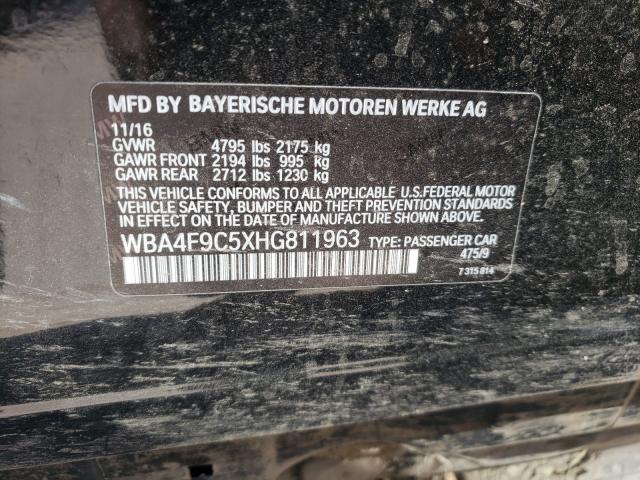 MFD BY BAYERISCHE MOTOREN WERKE AG
11/16
GVWR 4795 lbs 2175 kg
GAWR FRONT 2194 lbs 995 kg
GAWR REAR 2712 lbs 1230 kg
THIS VEHICLE CONFORMS TO ALL APPLICABLE U.S.FEDERAL MOTOR
VEHICLE SAFETY, BUMPER AND THEFT PREVENTION STANDARDS
IN EFFECT ON THE DATE OF MANUFACTURE SHOWN ABOVE.
WBA4F9C5XHG811963 TYPE: PASSENGER CAR
475/9
7 315 814